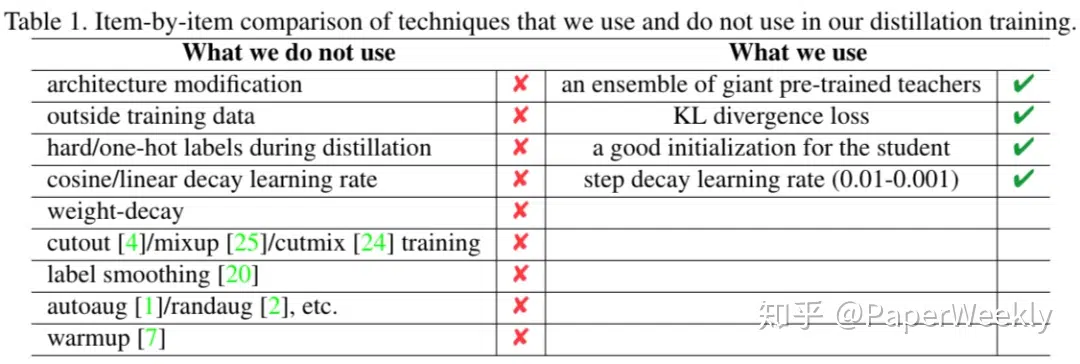 Table 1. Item-by-item comparison of techniques that we use and do not use in our distillation training.
What we do not use What we use
architecture modification ✘ an ensemble of giant pre-trained teachers ✔
outside training data ✘ KL divergence loss ✔
hard/one-hot labels during distillation ✘ a good initialization for the student ✔
cosine/linear decay learning rate ✘ step decay learning rate (0.01-0.001) ✔
weight-decay ✘
cutout [4]/mixup [25]/cutmix [24] training ✘
label smoothing [20] ✘
autoaug [1]/randaug [2], etc. ✘
warmup [7] ✘
知乎 @PaperWeekly